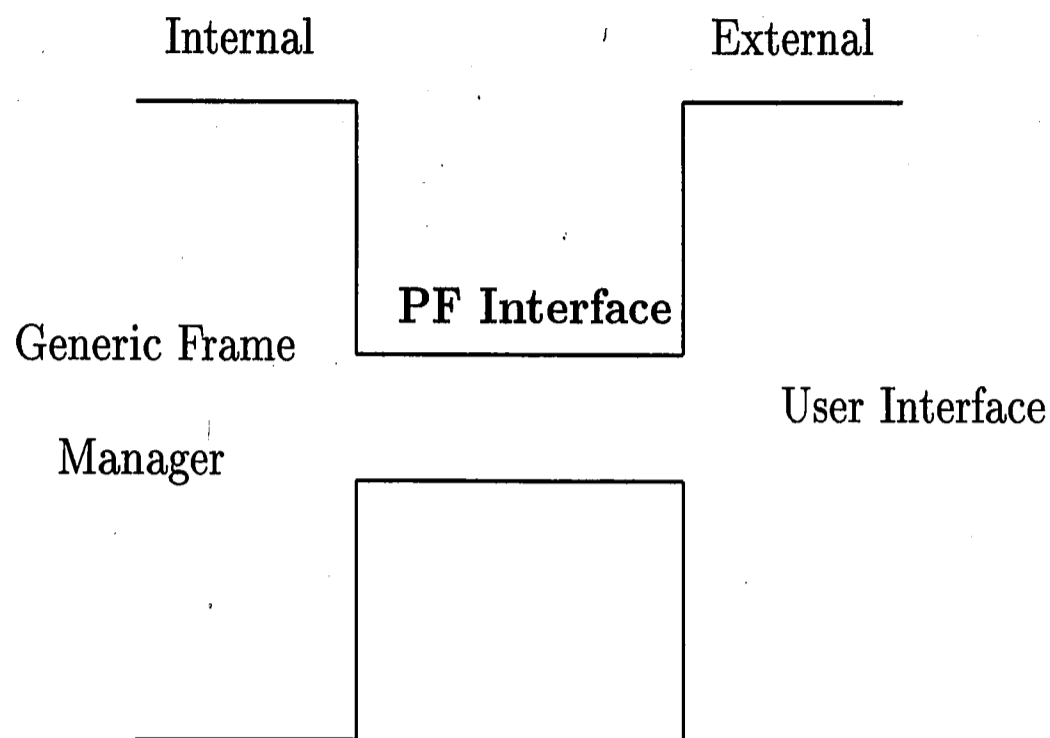 Internal
External
PF Interface
Generic Frame
Manager
User Interface